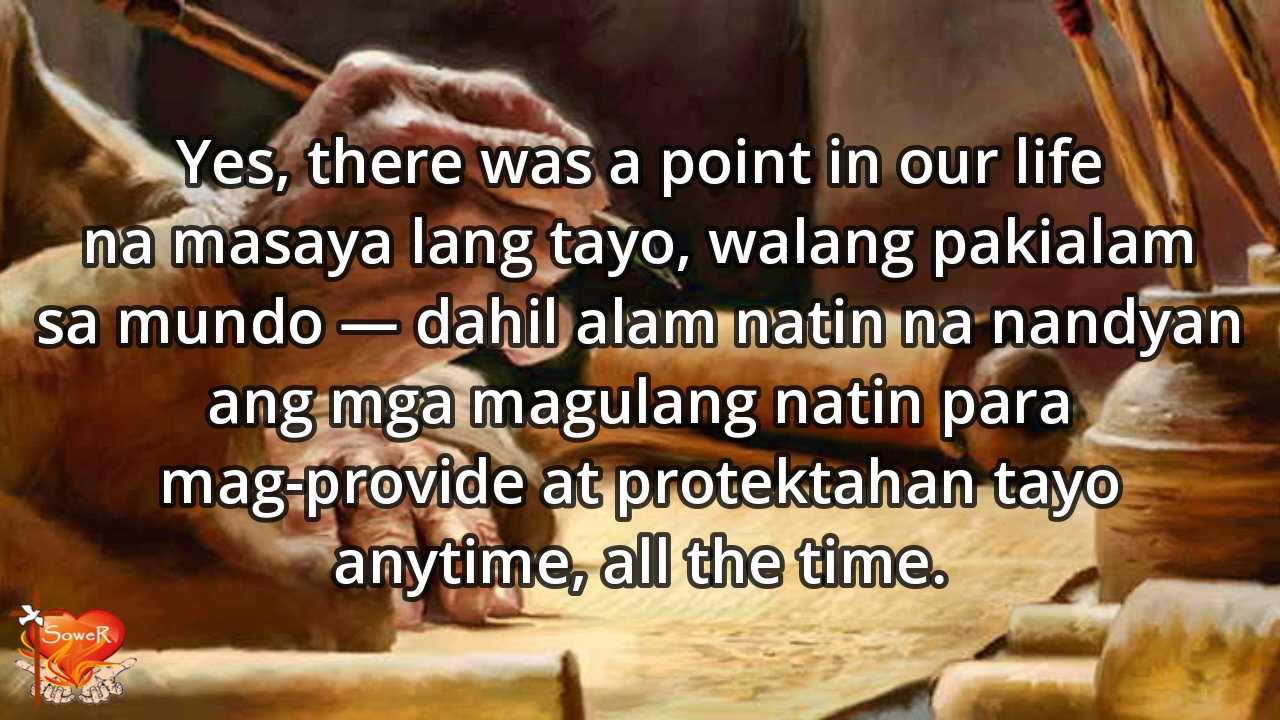 Yes, there was a point in our life
na masaya lang tayo, walang pakialam
sa mundo — dahil alam natin na nandyan
ang mga magulang natin para
mag-provide at protektahan tayo
anytime, all the time.
SoweR